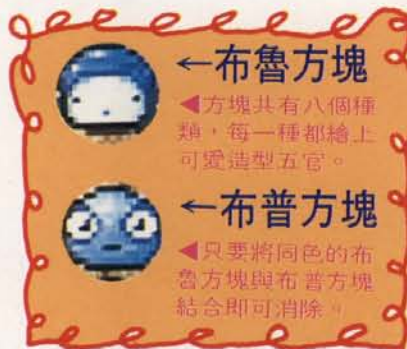 ←布魯方塊
◀方塊共有八個種
類，每一種都繪上
可愛造型五官。
←布普方塊
◀只要將同色的布
魯方塊與布普方塊
結合即可消除。